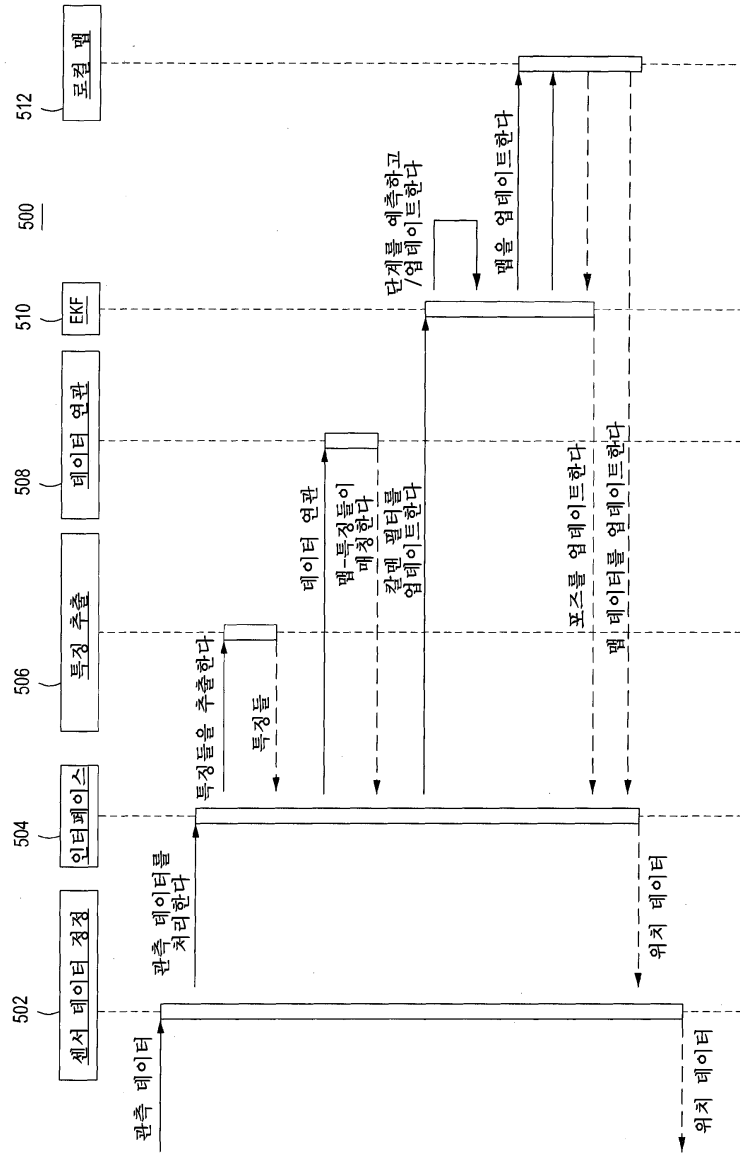 500
502
센서 데이터 정정
504
인터페이스
506
특징 추출
508
데이터 연관
510
EKF
512
로컬 맵
관측 데이터
관측 데이터를
처리한다
특징들을 추출한다
특징들
데이터 연관
맵-특징들이
매칭한다
칼맨 필터를
업데이트한다
단계를 예측하고
/업데이트한다
맵을 업데이트한다
포즈를 업데이트한다
맵 데이터를 업데이트한다
위치 데이터
위치 데이터